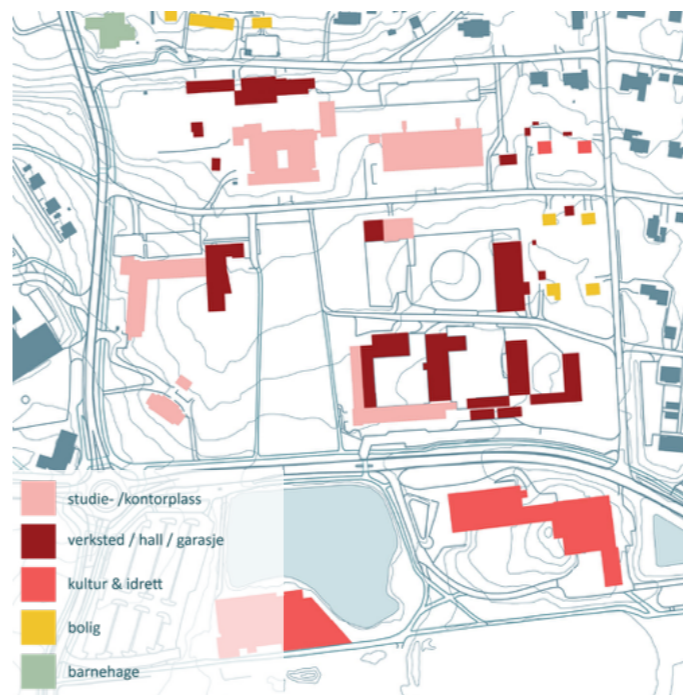 studie- /kontorplass
verksted / hall / garasje
kultur & idrett
bolig
barnehage